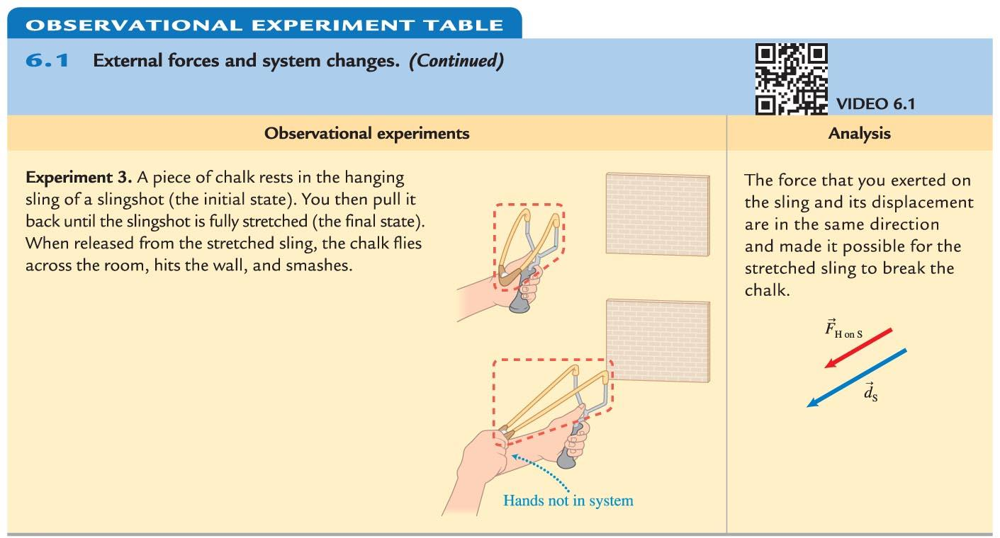 OBSERVATIONAL EXPERIMENT TABLE
6.1 External forces and system changes. (Continued)
VIDEO 6.1
Observational experiments
Analysis
Experiment 3. A piece of chalk rests in the hanging
sling of a slingshot (the initial state). You then pull it
back until the slingshot is fully stretched (the final state).
When released from the stretched sling, the chalk flies
across the room, hits the wall, and smashes.
Hands not in system
The force that you exerted on
the sling and its displacement
are in the same direction
and made it possible for the
stretched sling to break the
chalk.
F⃗ H on S
d⃗ S